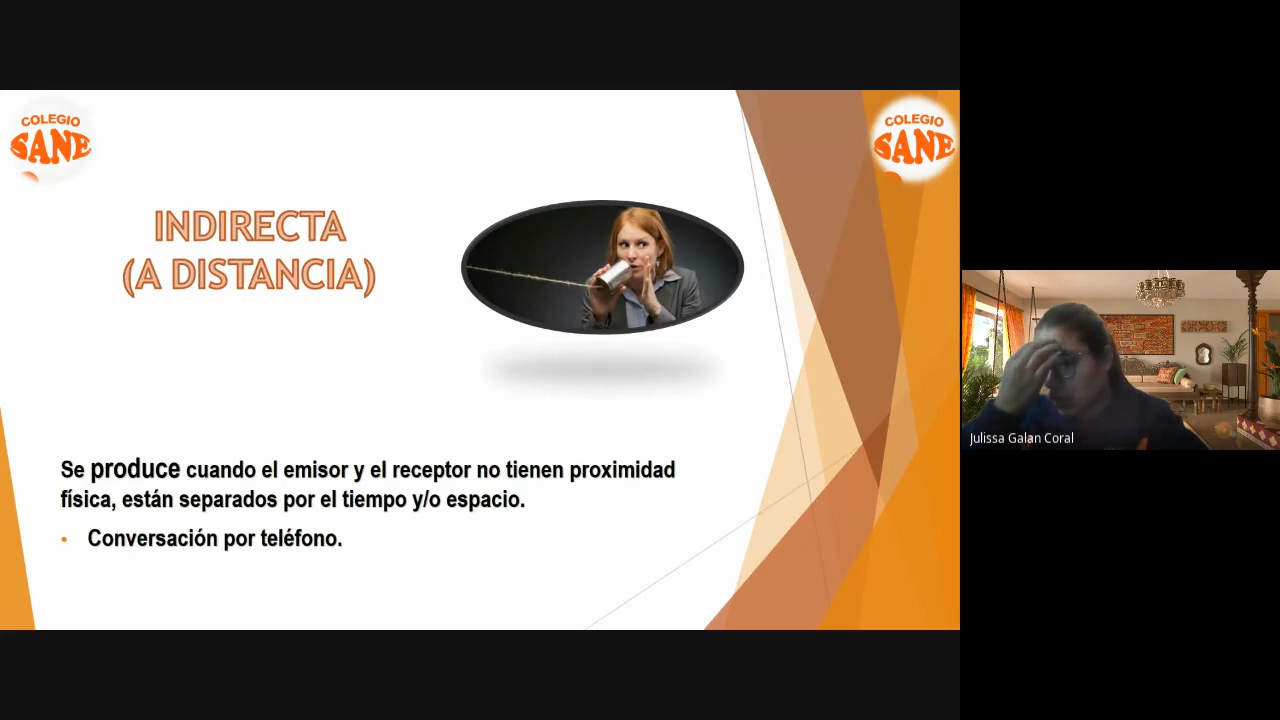 COLEGIO
SANE
COLEGIO
SANE
INDIRECTA
(A DISTANCIA)
Se produce cuando el emisor y el receptor no tienen proximidad
física, están separados por el tiempo y/o espacio.
• Conversación por teléfono.
Julissa Galan Coral